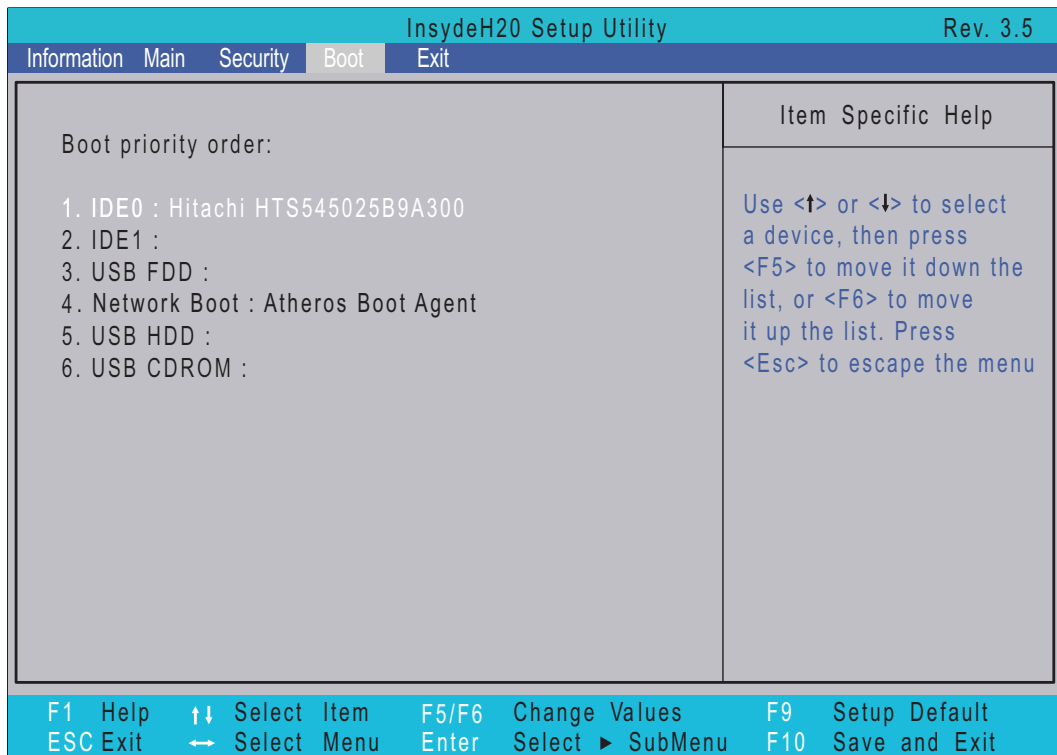 InsydeH20 Setup Utility Rev. 3.5
Information Main Security Boot Exit
Boot priority order:
1. IDE0 : Hitachi HTS545025B9A300
2. IDE1 :
3. USB FDD :
4. Network Boot : Atheros Boot Agent
5. USB HDD :
6. USB CDROM :
Item Specific Help
Use <↑> or <↓> to select
a device, then press
<F5> to move it down the
list, or <F6> to move
it up the list. Press
<Esc> to escape the menu
F1 Help ↑↓ Select Item F5/F6 Change Values F9 Setup Default
ESC Exit ↔ Select Menu Enter Select ► SubMenu F10 Save and Exit